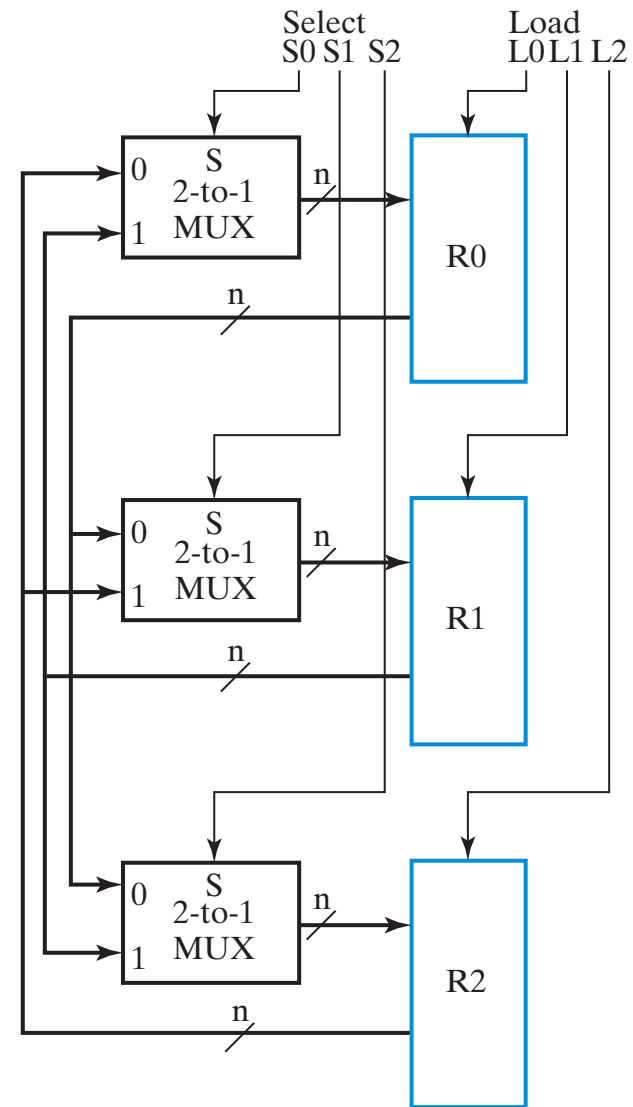 Select
S0 S1 S2
Load
L0 L1 L2
0
1
S
2-to-1
MUX
n
R0
n
0
1
S
2-to-1
MUX
n
R1
n
0
1
S
2-to-1
MUX
n
R2
n